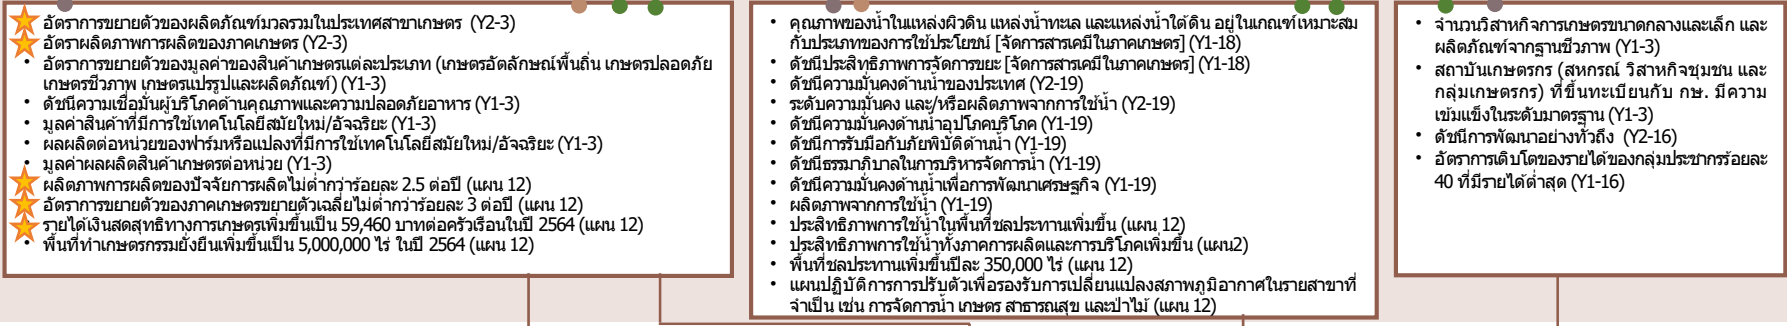 อัตราการขยายตัวของผลิตภัณฑ์มวลรวมในประเทศสาขาเกษตร (Y2-3)
อัตราผลิตภาพการผลิตของภาคเกษตร (Y2-3)
• อัตราการขยายตัวของมูลค่าของสินค้าเกษตรแต่ละประเภท (เกษตรอัตลักษณ์พื้นถิ่น เกษตรปลอดภัย
เกษตรชีวภาพ เกษตรแปรรูปและผลิตภัณฑ์) (Y1-3)
• ดัชนีความเชื่อมั่นผู้บริโภคด้านคุณภาพและความปลอดภัยอาหาร (Y1-3)
• มูลค่าสินค้าที่มีการใช้เทคโนโลยีสมัยใหม่/อัจฉริยะ (Y1-3)
• ผลผลิตต่อหน่วยของฟาร์มหรือแปลงที่มีการใช้เทคโนโลยีสมัยใหม่/อัจฉริยะ (Y1-3)
• มูลค่าผลผลิตสินค้าเกษตรต่อหน่วย (Y1-3)
ผลิตภาพการผลิตของปัจจัยการผลิตไม่ต่ำกว่าร้อยละ 2.5 ต่อปี (แผน 12)
อัตราการขยายตัวของภาคเกษตรขยายตัวเฉลี่ยไม่ต่ำกว่าร้อยละ 3 ต่อปี (แผน 12)
รายได้เงินสดสุทธิทางการเกษตรเพิ่มขึ้นเป็น 59,460 บาทต่อครัวเรือนในปี 2564 (แผน 12)
• พื้นที่ทำเกษตรกรรมยั่งยืนเพิ่มขึ้นเป็น 5,000,000 ไร่ ในปี 2564 (แผน 12)
• คุณภาพของน้ำในแหล่งผิวดิน แหล่งน้ำทะเล และแหล่งน้ำใต้ดิน อยู่ในเกณฑ์เหมาะสม
กับประเภทของการใช้ประโยชน์ [จัดการสารเคมีในภาคเกษตร] (Y1-18)
• ดัชนีประสิทธิภาพการจัดการขยะ [จัดการสารเคมีในภาคเกษตร] (Y1-18)
• ดัชนีความมั่นคงด้านน้ำของประเทศ (Y2-19)
• ระดับความมั่นคง และ/หรือผลิตภาพจากการใช้น้ำ (Y2-19)
• ดัชนีความมั่นคงด้านน้ำอุปโภคบริโภค (Y1-19)
• ดัชนีการรับมือกับภัยพิบัติด้านน้ำ (Y1-19)
• ดัชนีธรรมาภิบาลในการบริหารจัดการน้ำ (Y1-19)
• ดัชนีความมั่นคงด้านน้ำเพื่อการพัฒนาเศรษฐกิจ (Y1-19)
• ผลิตภาพจากการใช้น้ำ (Y1-19)
• ประสิทธิภาพการใช้น้ำในพื้นที่ชลประทานเพิ่มขึ้น (แผน 12)
• ประสิทธิภาพการใช้น้ำทั้งภาคการผลิตและการบริโภคเพิ่มขึ้น (แผน2)
• พื้นที่ชลประทานเพิ่มขึ้นปีละ 350,000 ไร่ (แผน 12)
• แผนปฏิบัติการการปรับตัวเพื่อรองรับการเปลี่ยนแปลงสภาพภูมิอากาศในรายสาขาที่
จำเป็น เช่น การจัดการน้ำ เกษตร สาธารณสุข และป่าไม้ (แผน 12)
• จำนวนวิสาหกิจการเกษตรขนาดกลางและเล็ก และ
ผลิตภัณฑ์จากฐานชีวภาพ (Y1-3)
• สถาบันเกษตรกร (สหกรณ์ วิสาหกิจชุมชน และ
กลุ่มเกษตรกร) ที่ขึ้นทะเบียนกับ กษ. มีความ
เข้มแข็งในระดับมาตรฐาน (Y1-3)
• ดัชนีการพัฒนาอย่างทั่วถึง (Y2-16)
• อัตราการเติบโตของรายได้ของกลุ่มประชากรร้อยละ
40 ที่มีรายได้ต่ำสุด (Y1-16)